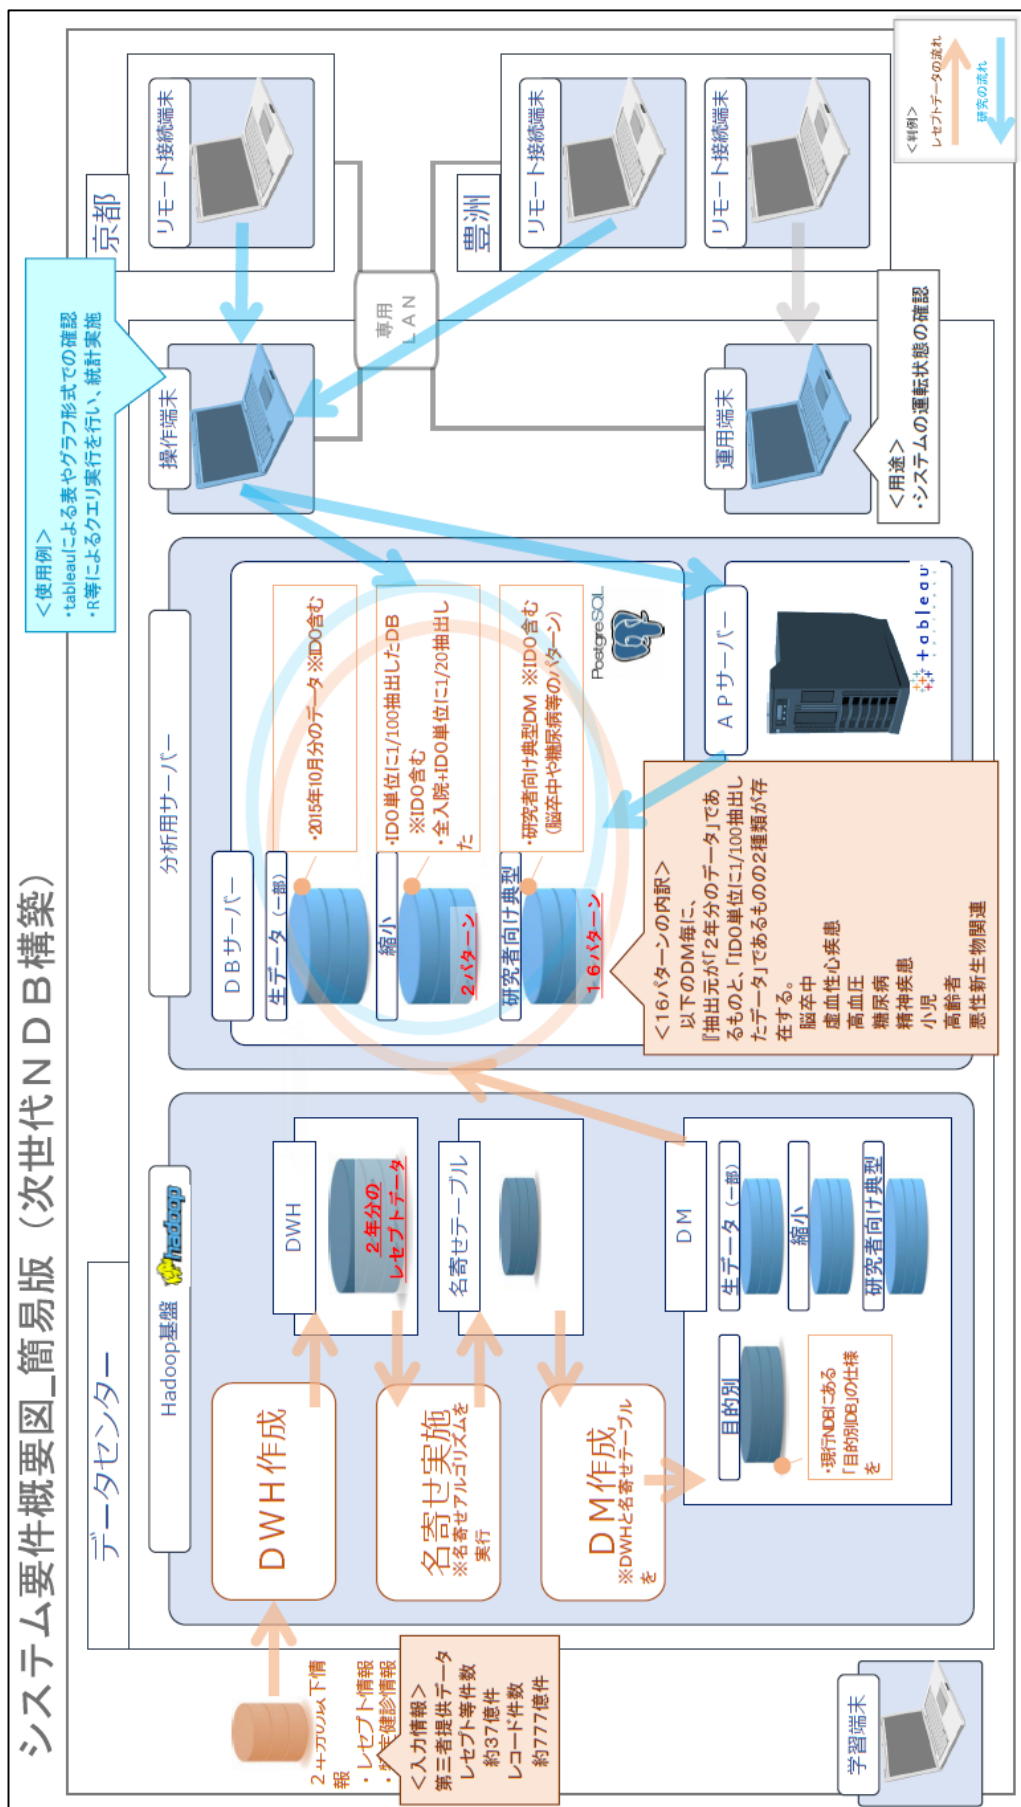 システム要件概要図_簡易版（次世代ＮＤＢ構築）
データセンター
Hadoop基盤
hadoop
２年分の以下情
報
・レセプト情報
・特定健診情報
＜入力情報＞
第三者提供データ
レセプト等件数
約37億件
レコード件数
約777億件
ＤＷＨ作成
名寄せ実施
※名寄せアルゴリズムを
実行
ＤＭ作成
※DWHと名寄せテーブル
を
DWH
２年分の
レセプトデータ
名寄せテーブル
ＤＭ
目的別
・現行NDBにある
「目的別DB」の仕様
を
生データ（一部）
縮小
研究者向け典型
分析用サーバー
ＤＢサーバー
生データ（一部）
・2015年10月分のデータ ※ID0含む
縮小
２パターン
・ID0単位に1/100抽出したDB
※ID0含む
・全入院+ID0単位に1/20抽出し
た
研究者向け典型
１６パターン
・研究者向け典型DM ※ID0含む
（脳卒中や糖尿病等のパターン）
PostgreSQL
ＡＰサーバー
tableau
＜16パターンの内訳＞
以下のDM毎に、
『抽出元が「2年分のデータ」であ
るものと、「ID0単位に1/100抽出し
たデータ」であるものの２種類が存
在する。
脳卒中
虚血性心疾患
高血圧
糖尿病
精神疾患
小児
高齢者
悪性新生物関連
＜使用例＞
・tableauによる表やグラフ形式での確認
・R等によるクエリ実行を行い、統計実施
操作端末
運用端末
＜用途＞
・システムの運転状態の確認
専用
ＬＡＮ
京都
リモート接続端末
豊洲
リモート接続端末
リモート接続端末
学習端末
＜判例＞
レセプトデータの流れ
研究の流れ